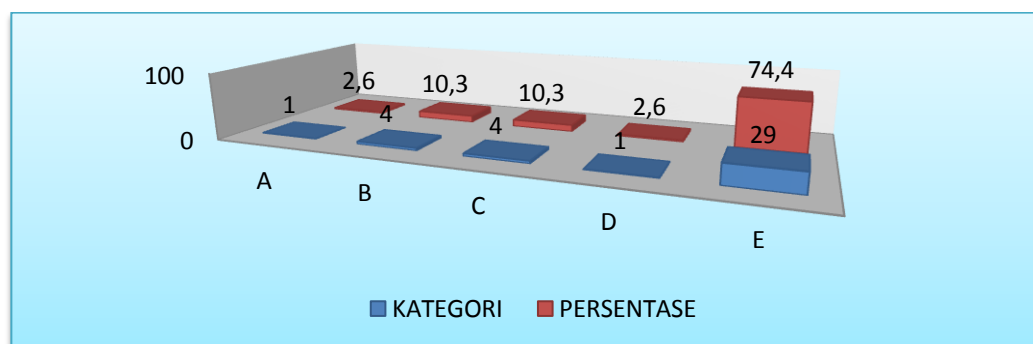 100
0
74,4
2,6
10,3
10,3
2,6
29
1
4
4
1
A
B
C
D
E
KATEGORI
PERSENTASE